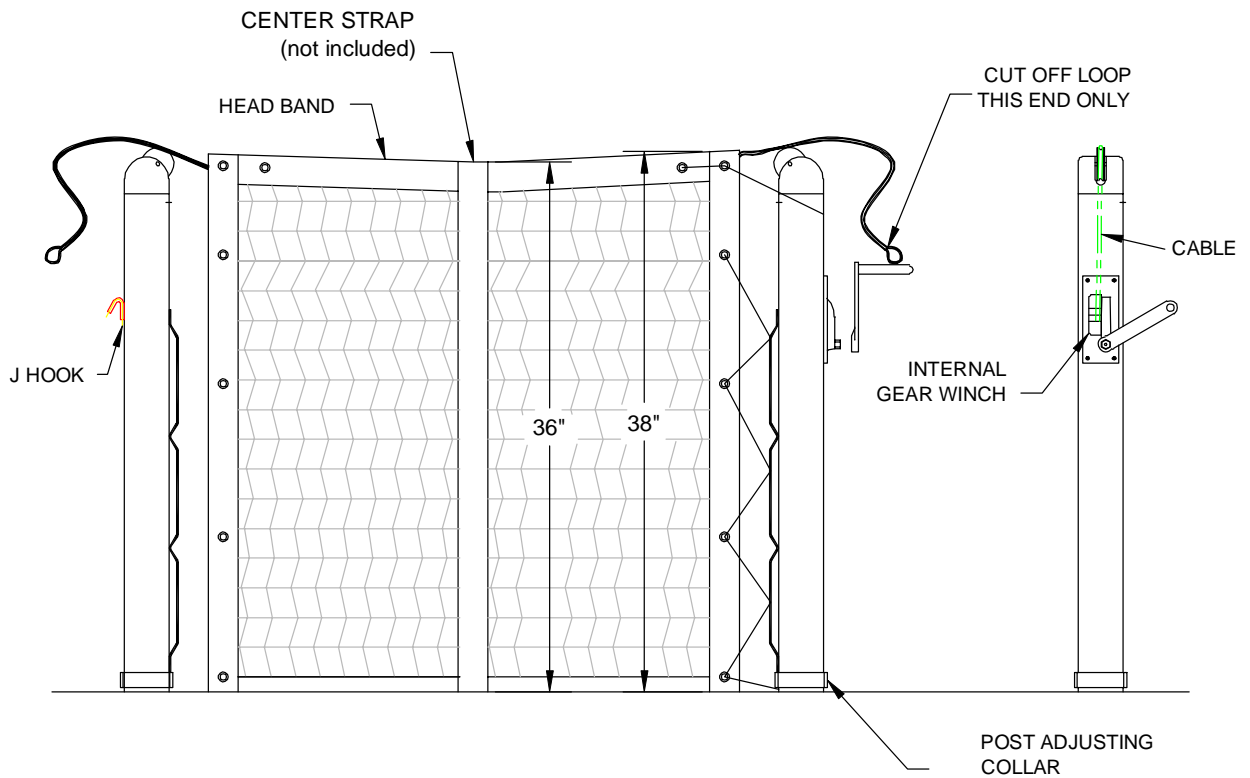 CENTER STRAP
(not included)
HEAD BAND
CUT OFF LOOP
THIS END ONLY
CABLE
J HOOK
INTERNAL
GEAR WINCH
36"
38"
POST ADJUSTING
COLLAR